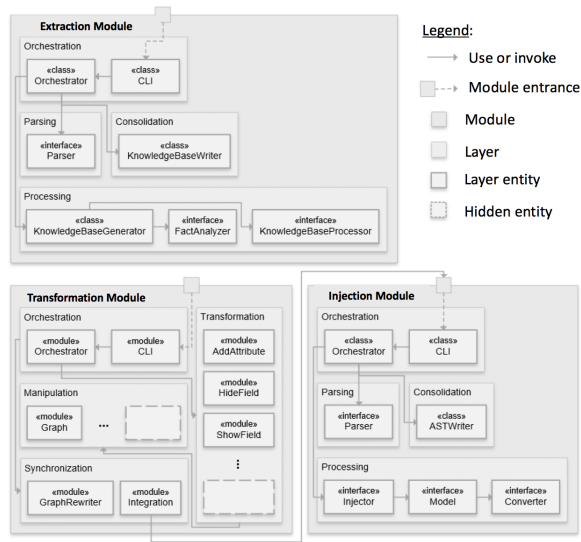 Extraction Module
Orchestration
«class»
Orchestrator
«class»
CLI
Parsing
«interface»
Parser
Consolidation
«class»
KnowledgeBaseWriter
Processing
«class»
KnowledgeBaseGenerator
«interface»
FactAnalyzer
«interface»
KnowledgeBaseProcessor
Legend:
Use or invoke
Module entrance
Module
Layer
Layer entity
Hidden entity
Transformation Module
Orchestration
«module»
Orchestrator
«module»
CLI
Manipulation
«module»
Graph
...
Synchronization
«module»
GraphRewriter
«module»
Integration
Transformation
«module»
AddAttribute
«module»
HideField
«module»
ShowField
...
Injection Module
Orchestration
«class»
Orchestrator
«class»
CLI
Parsing
«interface»
Parser
Consolidation
«class»
ASTWriter
Processing
«interface»
Injector
«interface»
Model
«interface»
Converter